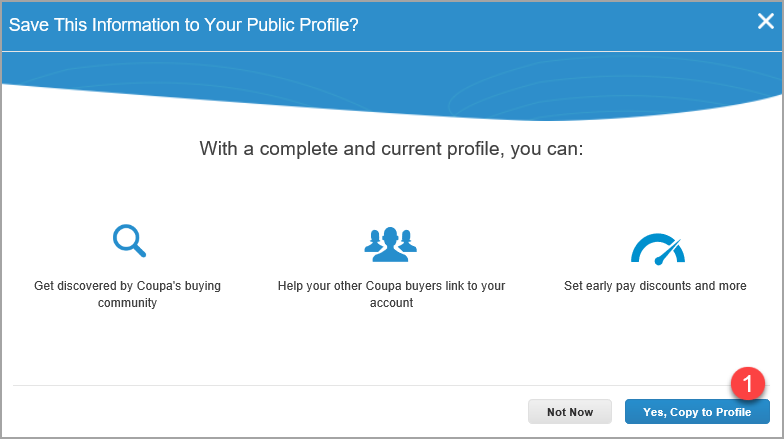 Save This Information to Your Public Profile?
With a complete and current profile, you can:
Get discovered by Coupa's buying
community
Help your other Coupa buyers link to your
account
Set early pay discounts and more
1
Not Now
Yes, Copy to Profile